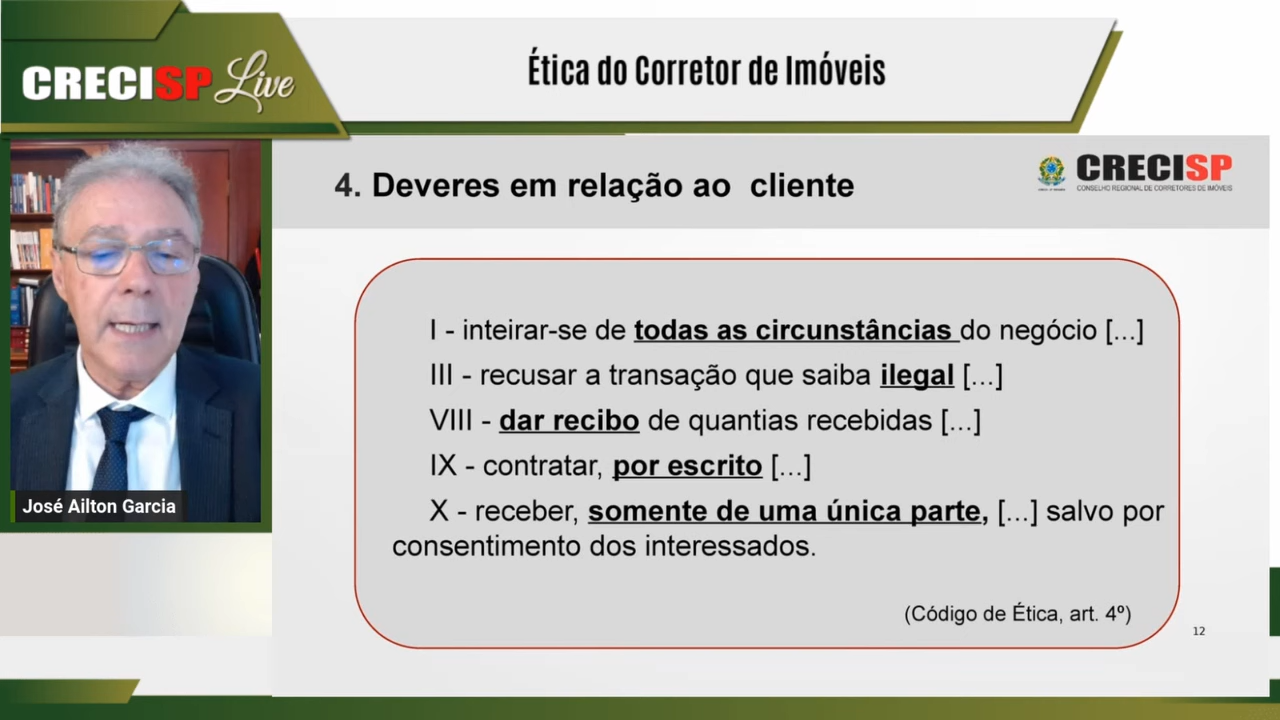 CRECISP Live
Ética do Corretor de Imóveis
4. Deveres em relação ao cliente
CRECISP
CONSELHO REGIONAL DE CORRETORES DE IMÓVEIS
I - inteirar-se de todas as circunstâncias do negócio [...]
III - recusar a transação que saiba ilegal [...]
VIII - dar recibo de quantias recebidas [...]
IX - contratar, por escrito [...]
X - receber, somente de uma única parte, [...] salvo por
consentimento dos interessados.
(Código de Ética, art. 4º)
12
José Ailton Garcia